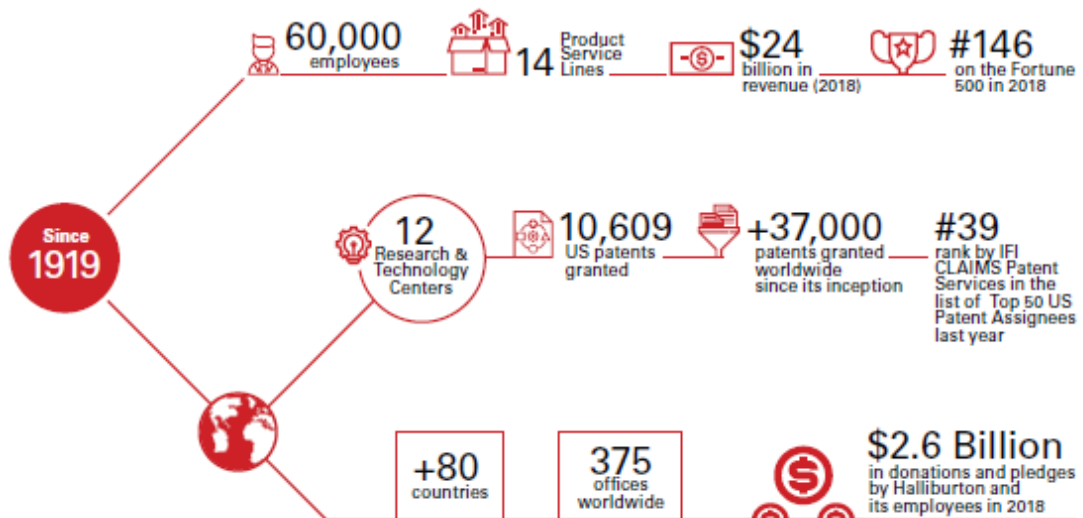 60,000
employees
14
Product
Service
Lines
$24
billion in
revenue (2018)
#146
on the Fortune
500 in 2018
Since
1919
12
Research &
Technology
Centers
10,609
US patents
granted
+37,000
patents granted
worldwide
since its inception
#39
rank by IFI
CLAIMS Patent
Services in the
list of Top 50 US
Patent Assignees
last year
+80
countries
375
offices
worldwide
$2.6 Billion
in donations and pledges
by Halliburton and
its employees in 2018